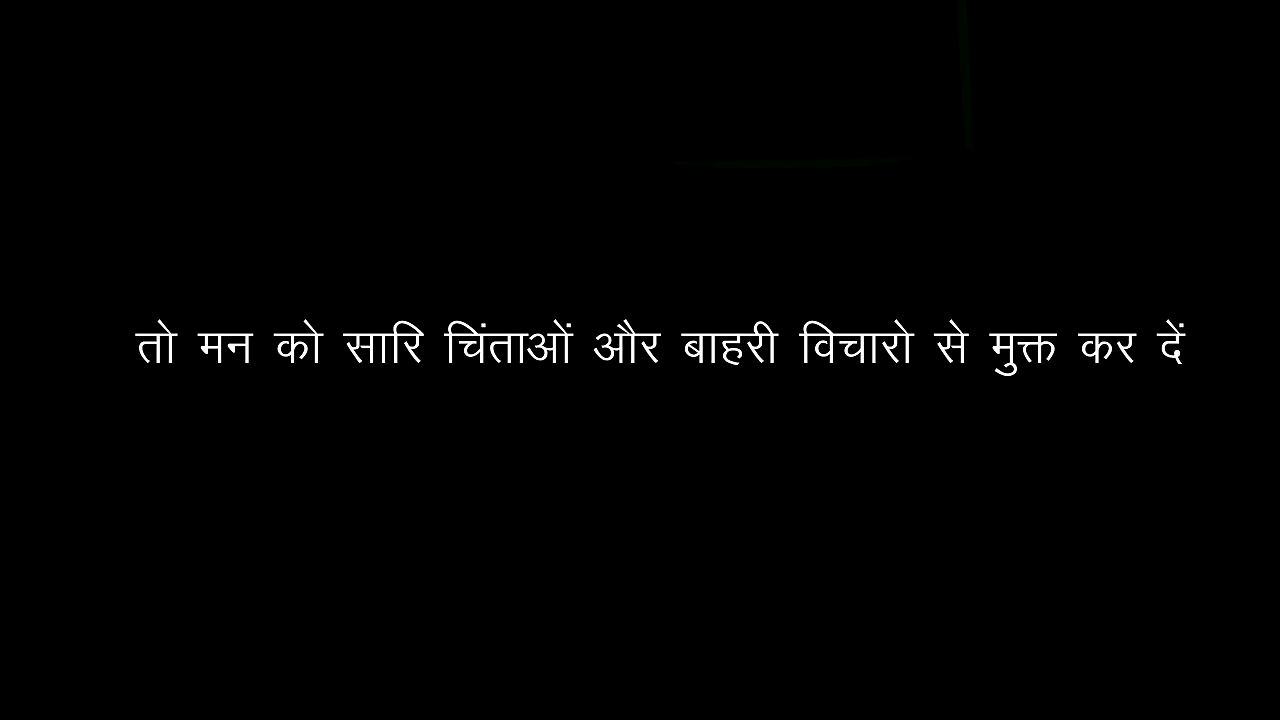 तो मन को सारि चिंताओं और बाहरी विचारो से मुक्त कर दें